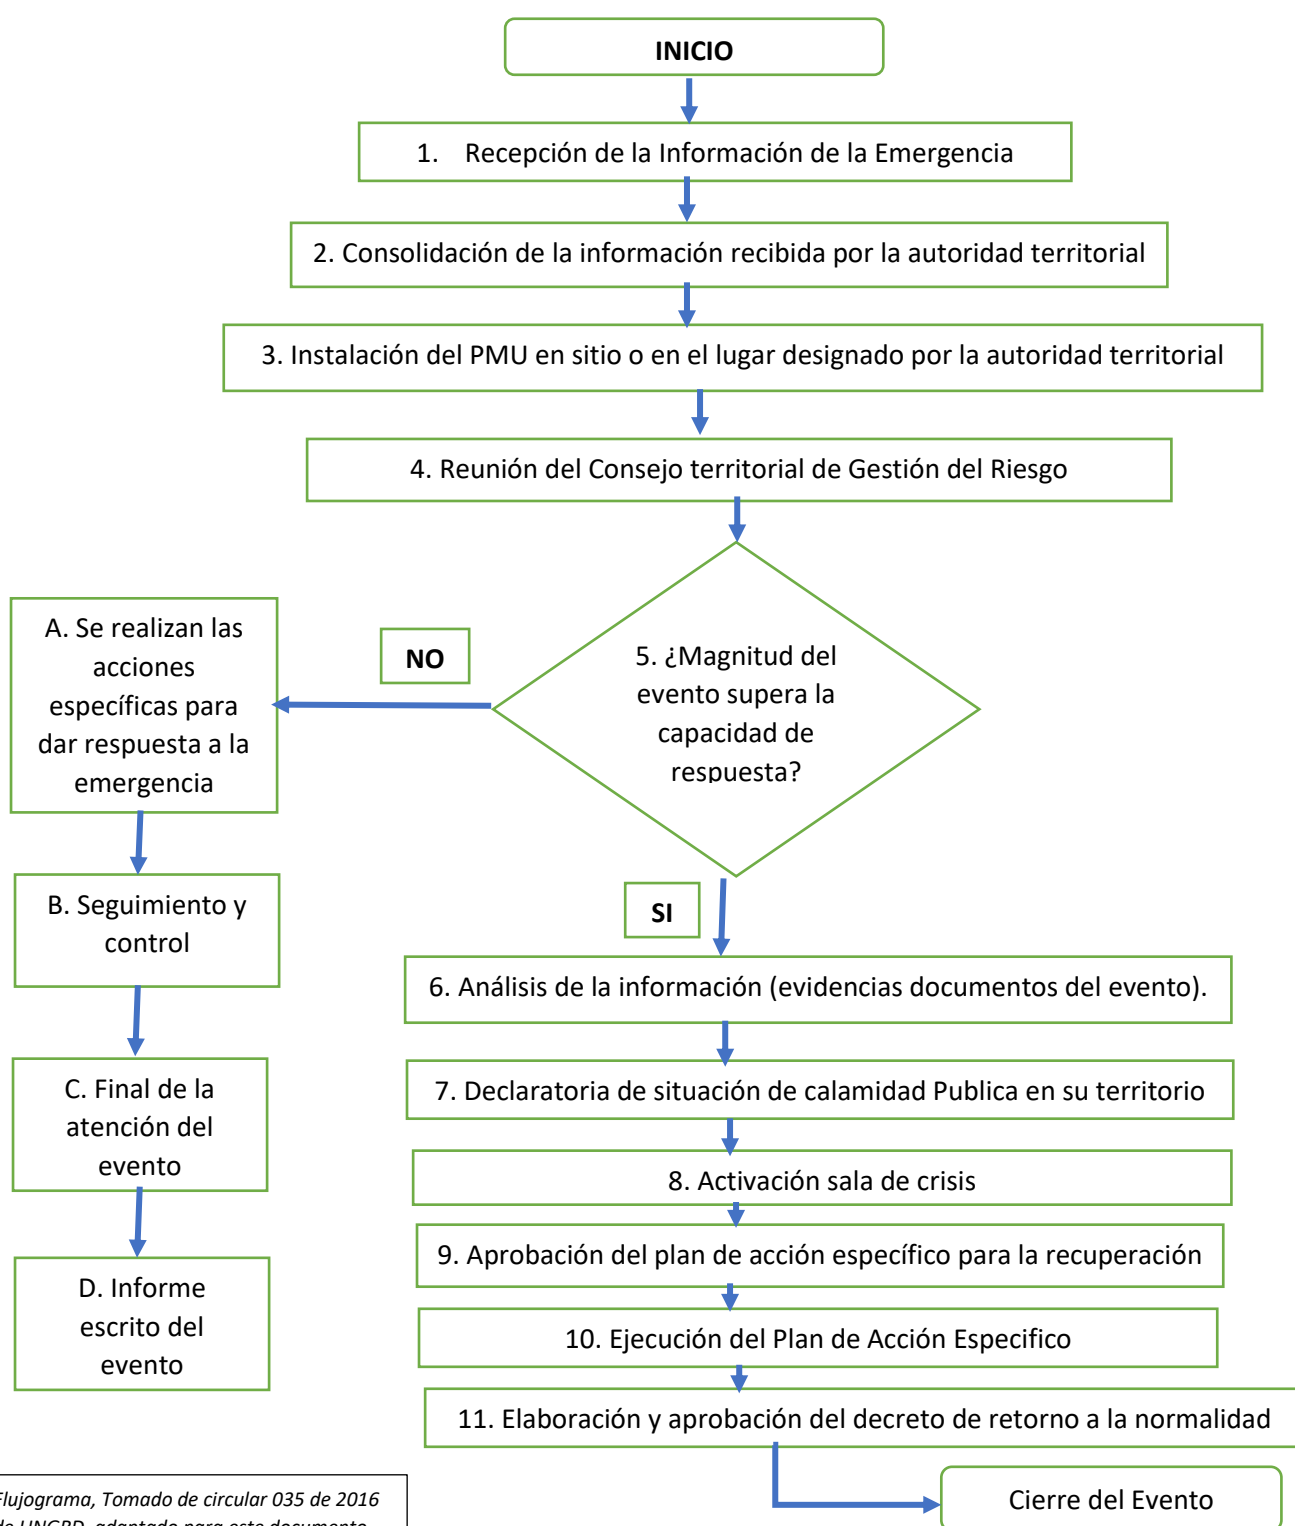 INICIO
1. Recepción de la Información de la Emergencia
2. Consolidación de la información recibida por la autoridad territorial
3. Instalación del PMU en sitio o en el lugar designado por la autoridad territorial
4. Reunión del Consejo territorial de Gestión del Riesgo
5. ¿Magnitud del
evento supera la
capacidad de
respuesta?
NO
A. Se realizan las
acciones
específicas para
dar respuesta a la
emergencia
B. Seguimiento y
control
C. Final de la
atención del
evento
D. Informe
escrito del
evento
SI
6. Análisis de la información (evidencias documentos del evento).
7. Declaratoria de situación de calamidad Publica en su territorio
8. Activación sala de crisis
9. Aprobación del plan de acción específico para la recuperación
10. Ejecución del Plan de Acción Especifico
11. Elaboración y aprobación del decreto de retorno a la normalidad
Cierre del Evento
Flujograma, Tomado de circular 035 de 2016
de UNGRD, adaptado para este documento